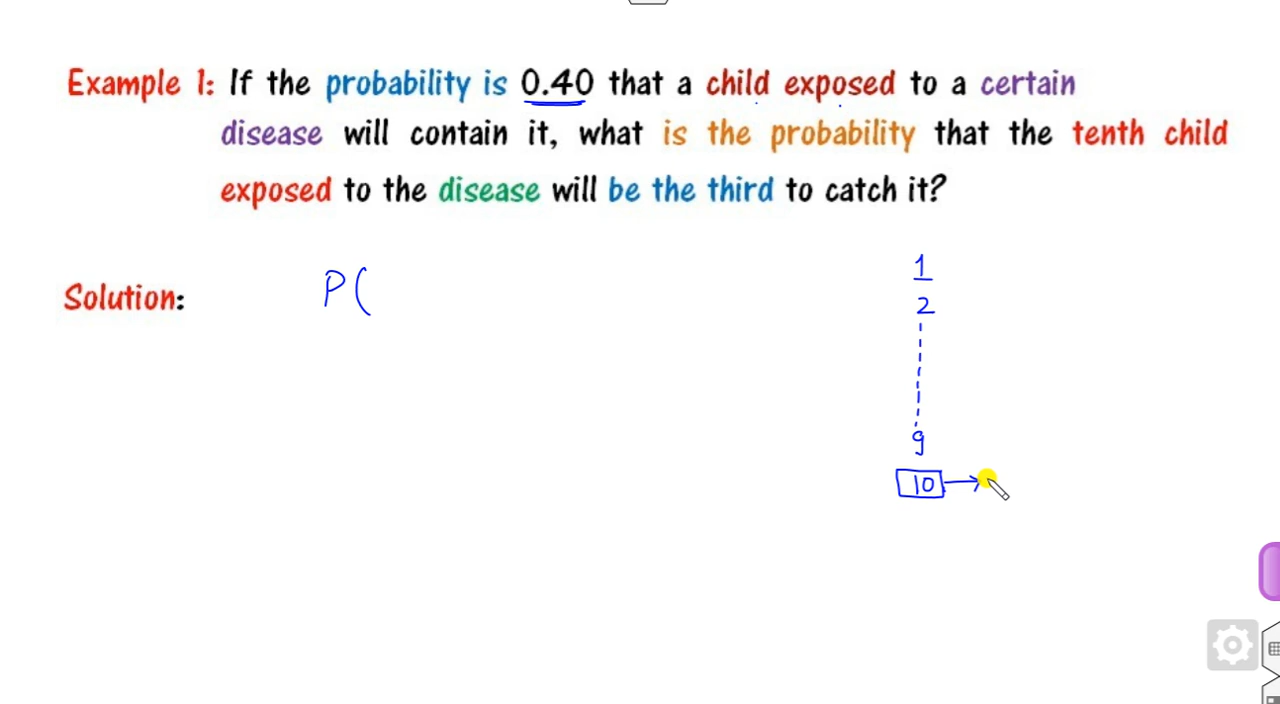 Example 1: If the probability is 0.40 that a child exposed to a certain
disease will contain it, what is the probability that the tenth child
exposed to the disease will be the third to catch it?
Solution: P(
1
2
9
10